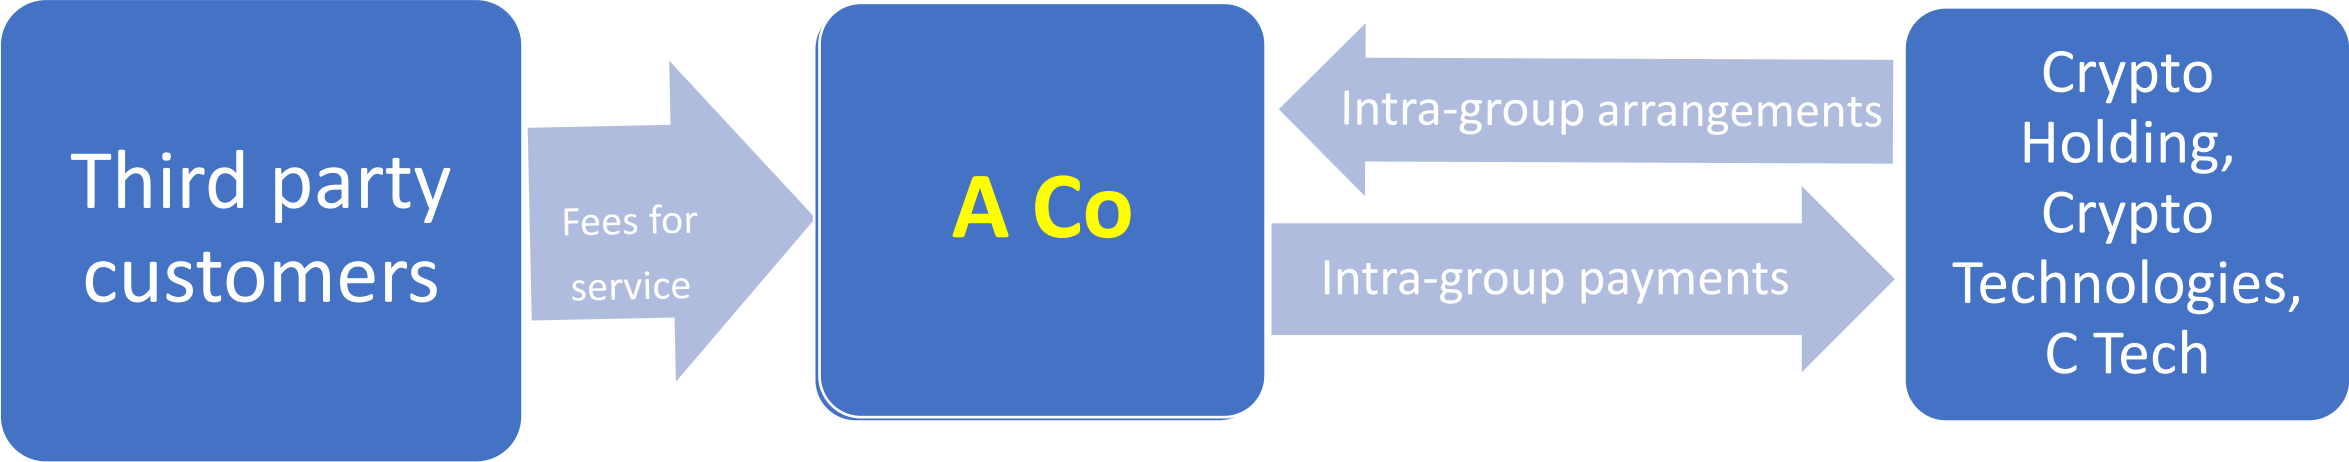 Third party
customers
Fees for
service
A Co
Intra-group arrangements
Intra-group payments
Crypto
Holding,
Crypto
Technologies,
C Tech